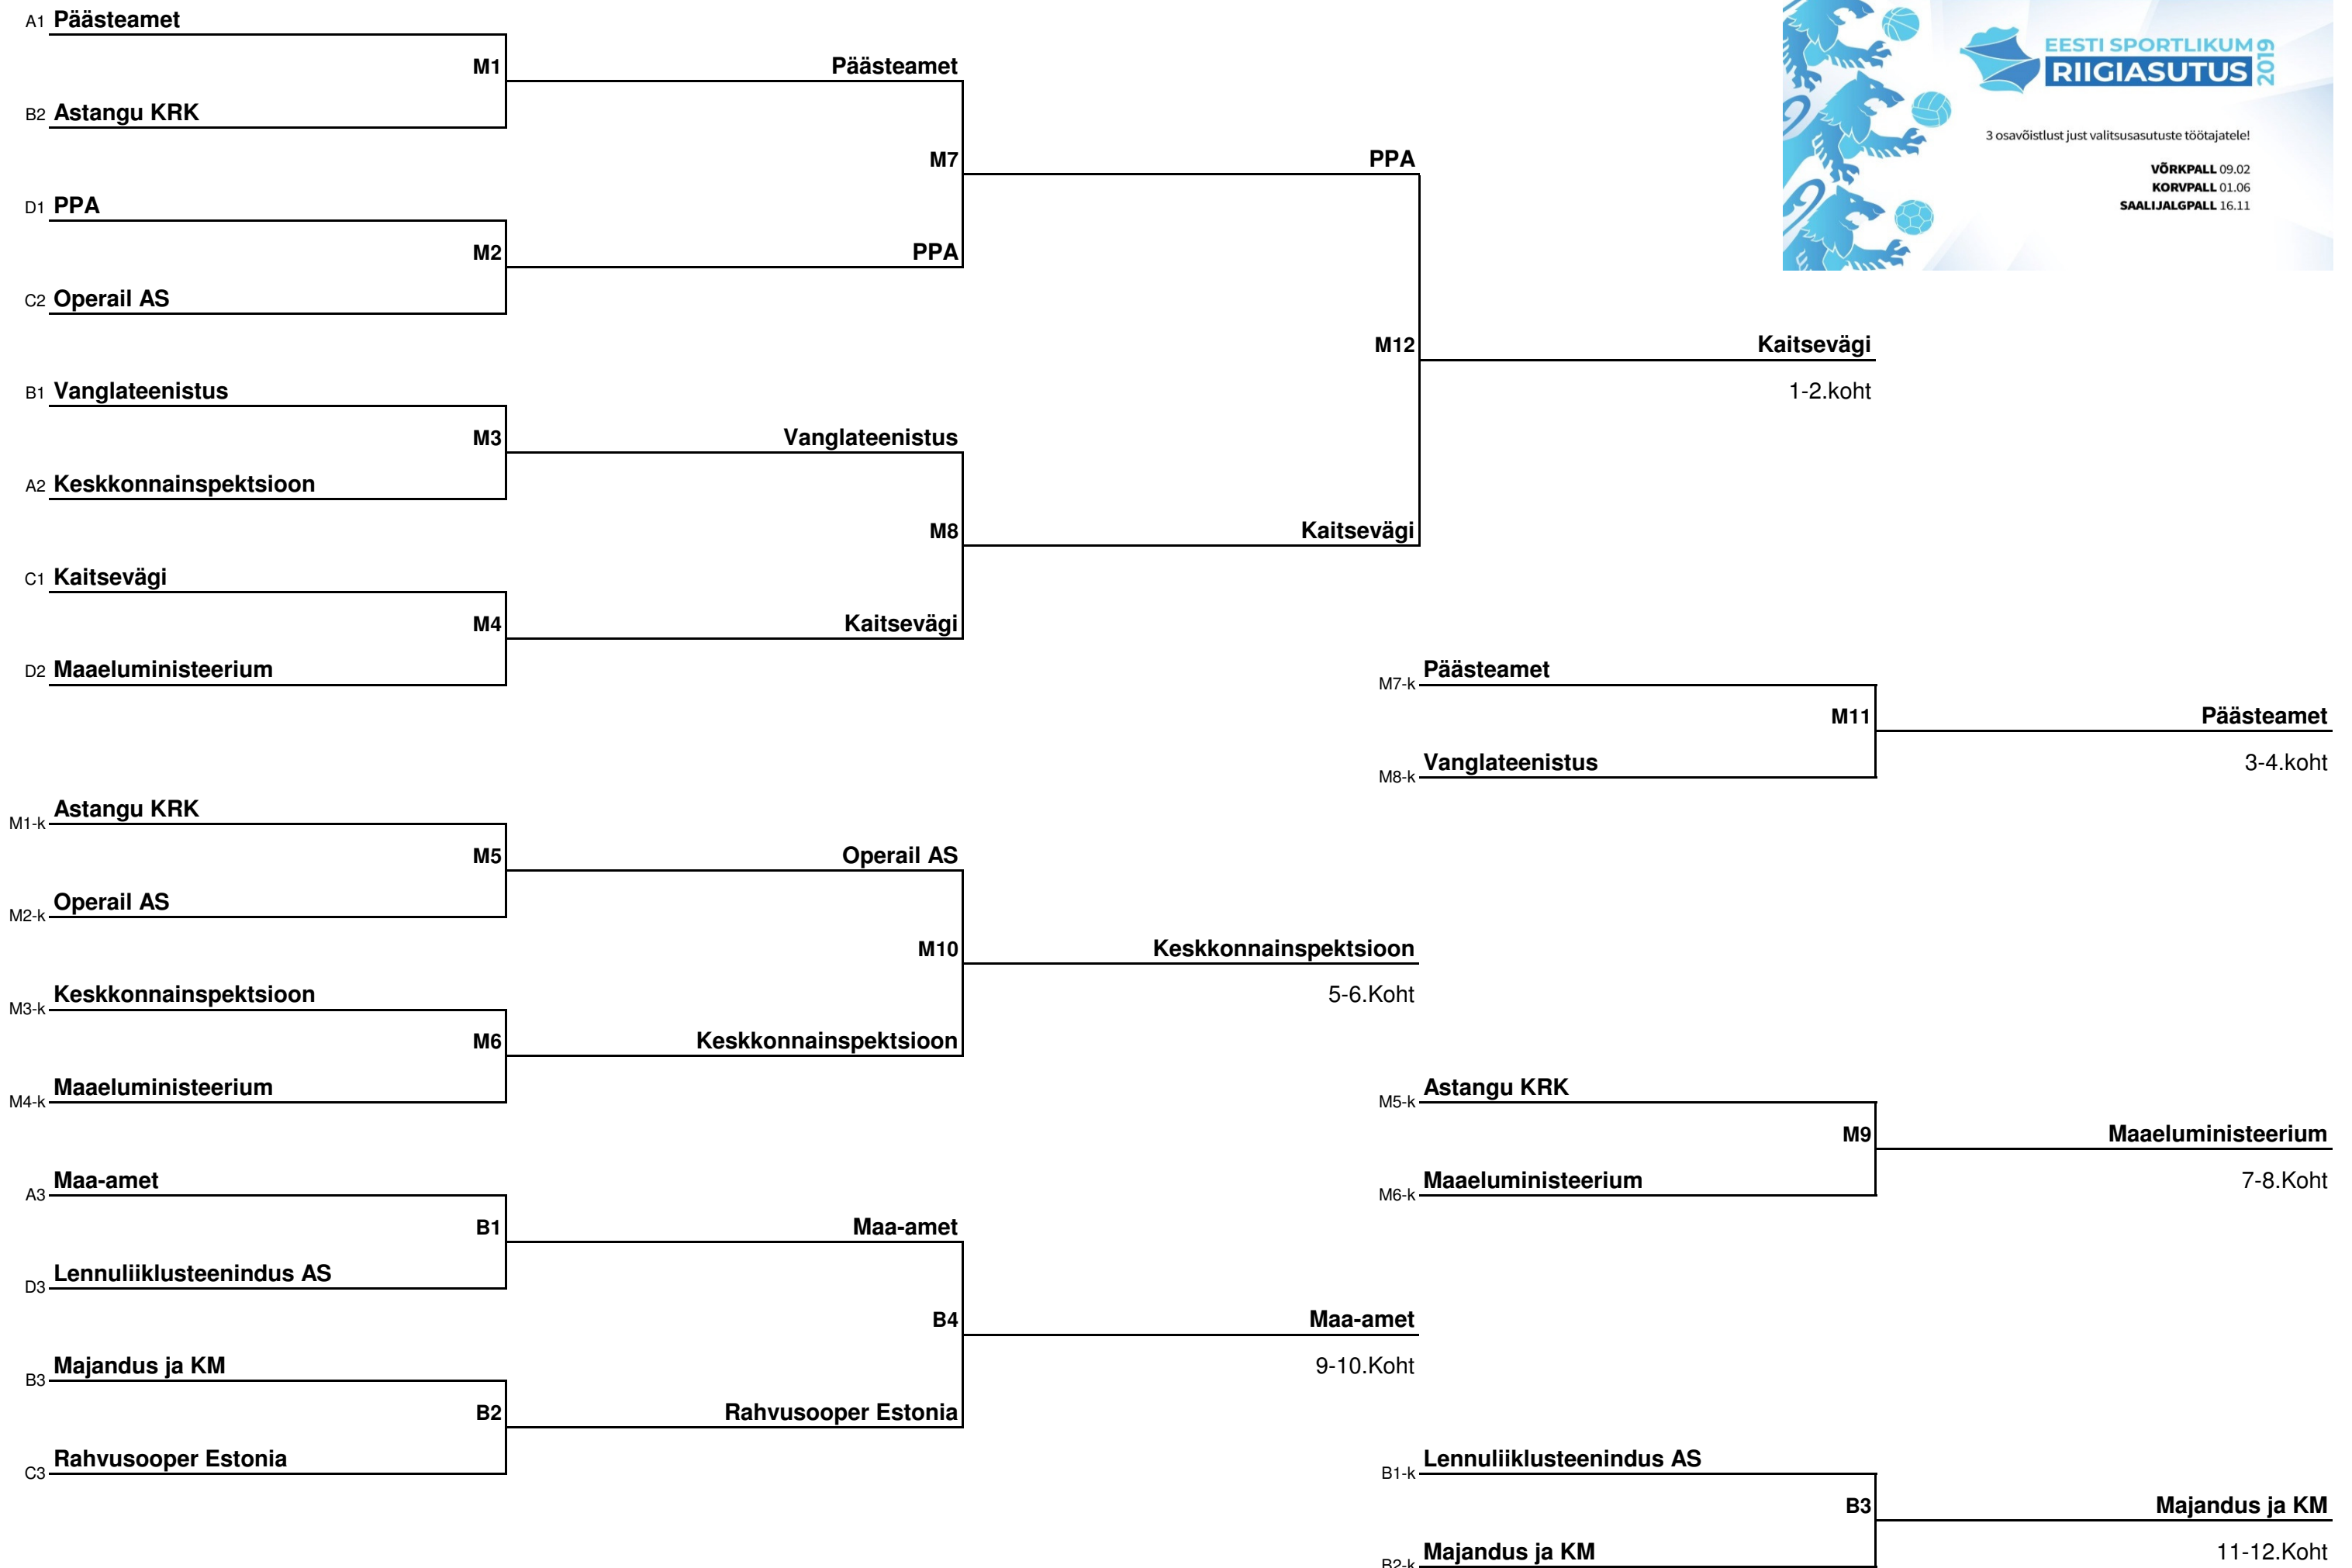 A1 Päästeamet
M1 Päästeamet
B2 Astangu KRK
M7 PPA
D1 PPA
M2 PPA
C2 Operail AS
M12 Kaitsevägi
1-2.koht
B1 Vanglateenistus
M3 Vanglateenistus
A2 Keskkonnainspektsioon
M8 Kaitsevägi
C1 Kaitsevägi
M4 Kaitsevägi
D2 Maaeluministeerium
EESTI SPORTLIKUM
RIIGIASUTUS
2019
3 osavõistlust just valitsusasutuste töötajatele!
VÕRKPALL 09.02
KORVPALL 01.06
SAALIJALGPALL 16.11
M7-k Päästeamet
M11 Päästeamet
M8-k Vanglateenistus
3-4.koht
M1-k Astangu KRK
M5 Operail AS
M2-k Operail AS
M10 Keskkonnainspektsioon
5-6.Koht
M3-k Keskkonnainspektsioon
M6 Keskkonnainspektsioon
M4-k Maaeluministeerium
M5-k Astangu KRK
M9 Maaeluministeerium
M6-k Maaeluministeerium
7-8.Koht
A3 Maa-amet
B1 Maa-amet
D3 Lennuliiklusteenindus AS
B4 Maa-amet
9-10.Koht
B3 Majandus ja KM
B2 Rahvusooper Estonia
C3 Rahvusooper Estonia
B1-k Lennuliiklusteenindus AS
B3 Majandus ja KM
B2-k Majandus ja KM
11-12.Koht